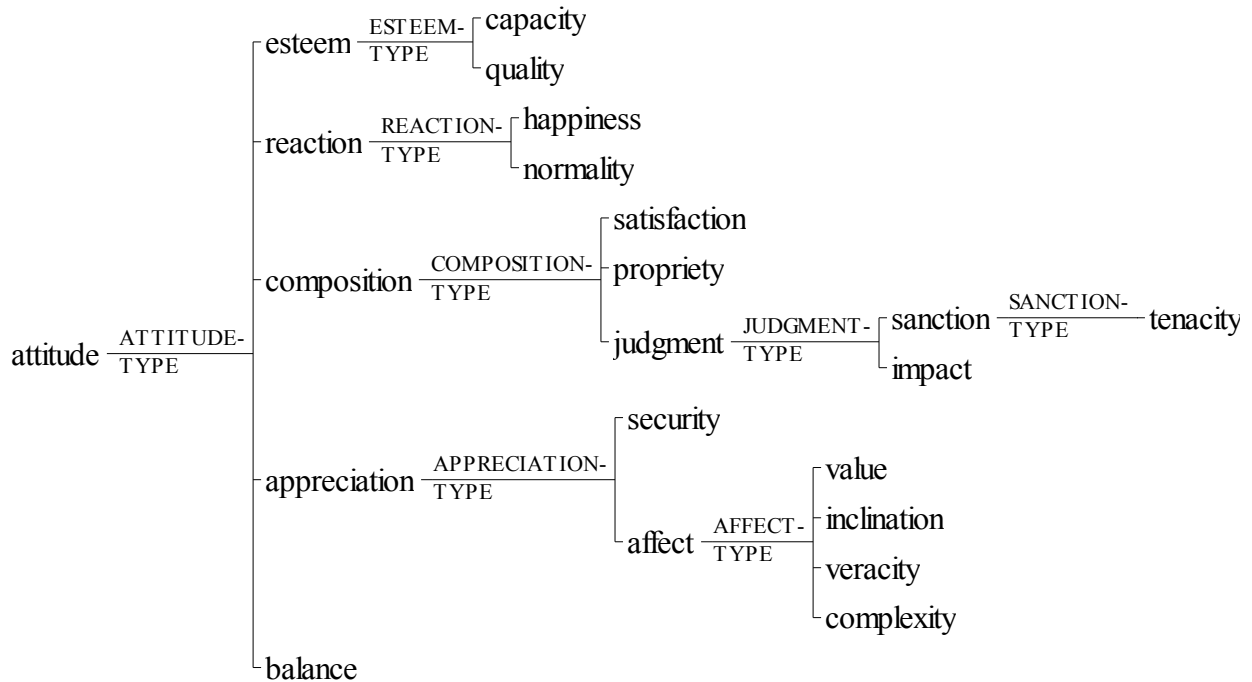 capacity
esteem ESTEEM-TYPE
quality
happiness
reaction REACTION-TYPE
normality
satisfaction
propriety
composition COMPOSITION-TYPE
sanction SANCTION-TYPE tenacity
judgment JUDGMENT-TYPE
attitude ATTITUDE-TYPE
impact
security
value
appreciation APPRECIATION-TYPE
inclination
affect AFFECT-TYPE
veracity
complexity
balance